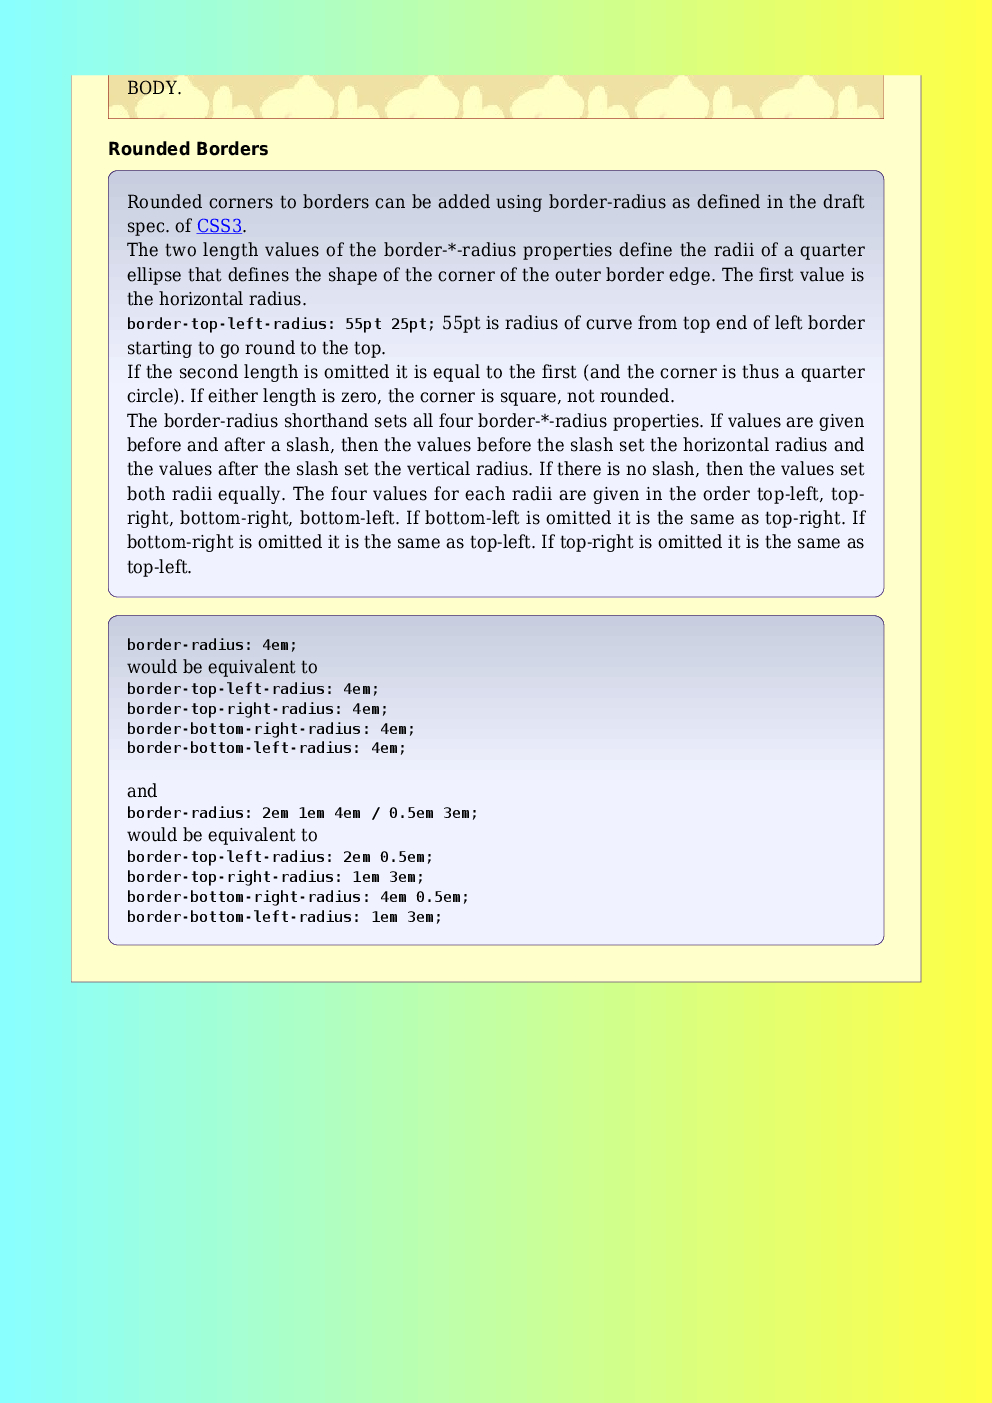 BODY.
Rounded Borders
Rounded corners to borders can be added using border-radius as defined in the draft
spec. of CSS3.
The two length values of the border-*-radius properties define the radii of a quarter
ellipse that defines the shape of the corner of the outer border edge. The first value is
the horizontal radius.
border-top-left-radius: 55pt 25pt; 55pt is radius of curve from top end of left border
starting to go round to the top.
If the second length is omitted it is equal to the first (and the corner is thus a quarter
circle). If either length is zero, the corner is square, not rounded.
The border-radius shorthand sets all four border-*-radius properties. If values are given
before and after a slash, then the values before the slash set the horizontal radius and
the values after the slash set the vertical radius. If there is no slash, then the values set
both radii equally. The four values for each radii are given in the order top-left, top-
right, bottom-right, bottom-left. If bottom-left is omitted it is the same as top-right. If
bottom-right is omitted it is the same as top-left. If top-right is omitted it is the same as
top-left.
border-radius: 4em;
would be equivalent to
border-top-left-radius: 4em;
border-top-right-radius: 4em;
border-bottom-right-radius: 4em;
border-bottom-left-radius: 4em;
and
border-radius: 2em 1em 4em / 0.5em 3em;
would be equivalent to
border-top-left-radius: 2em 0.5em;
border-top-right-radius: 1em 3em;
border-bottom-right-radius: 4em 0.5em;
border-bottom-left-radius: 1em 3em;